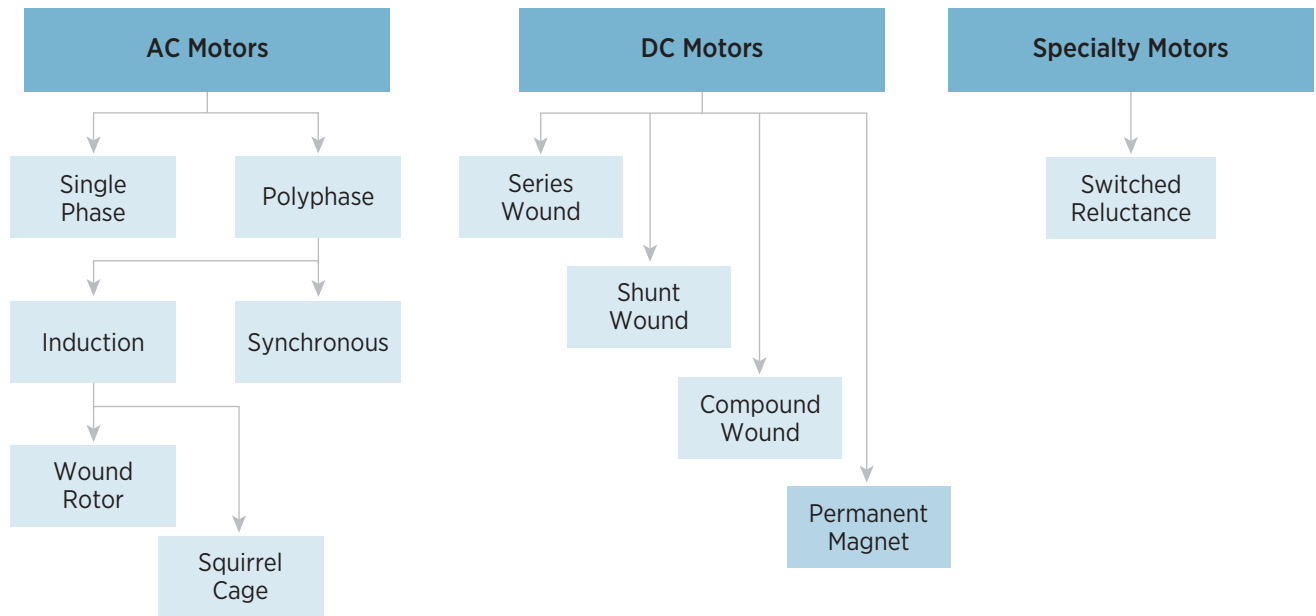 AC Motors
DC Motors
Specialty Motors
Single
Phase
Polyphase
Series
Wound
Switched
Reluctance
Shunt
Wound
Induction
Synchronous
Compound
Wound
Wound
Rotor
Permanent
Magnet
Squirrel
Cage